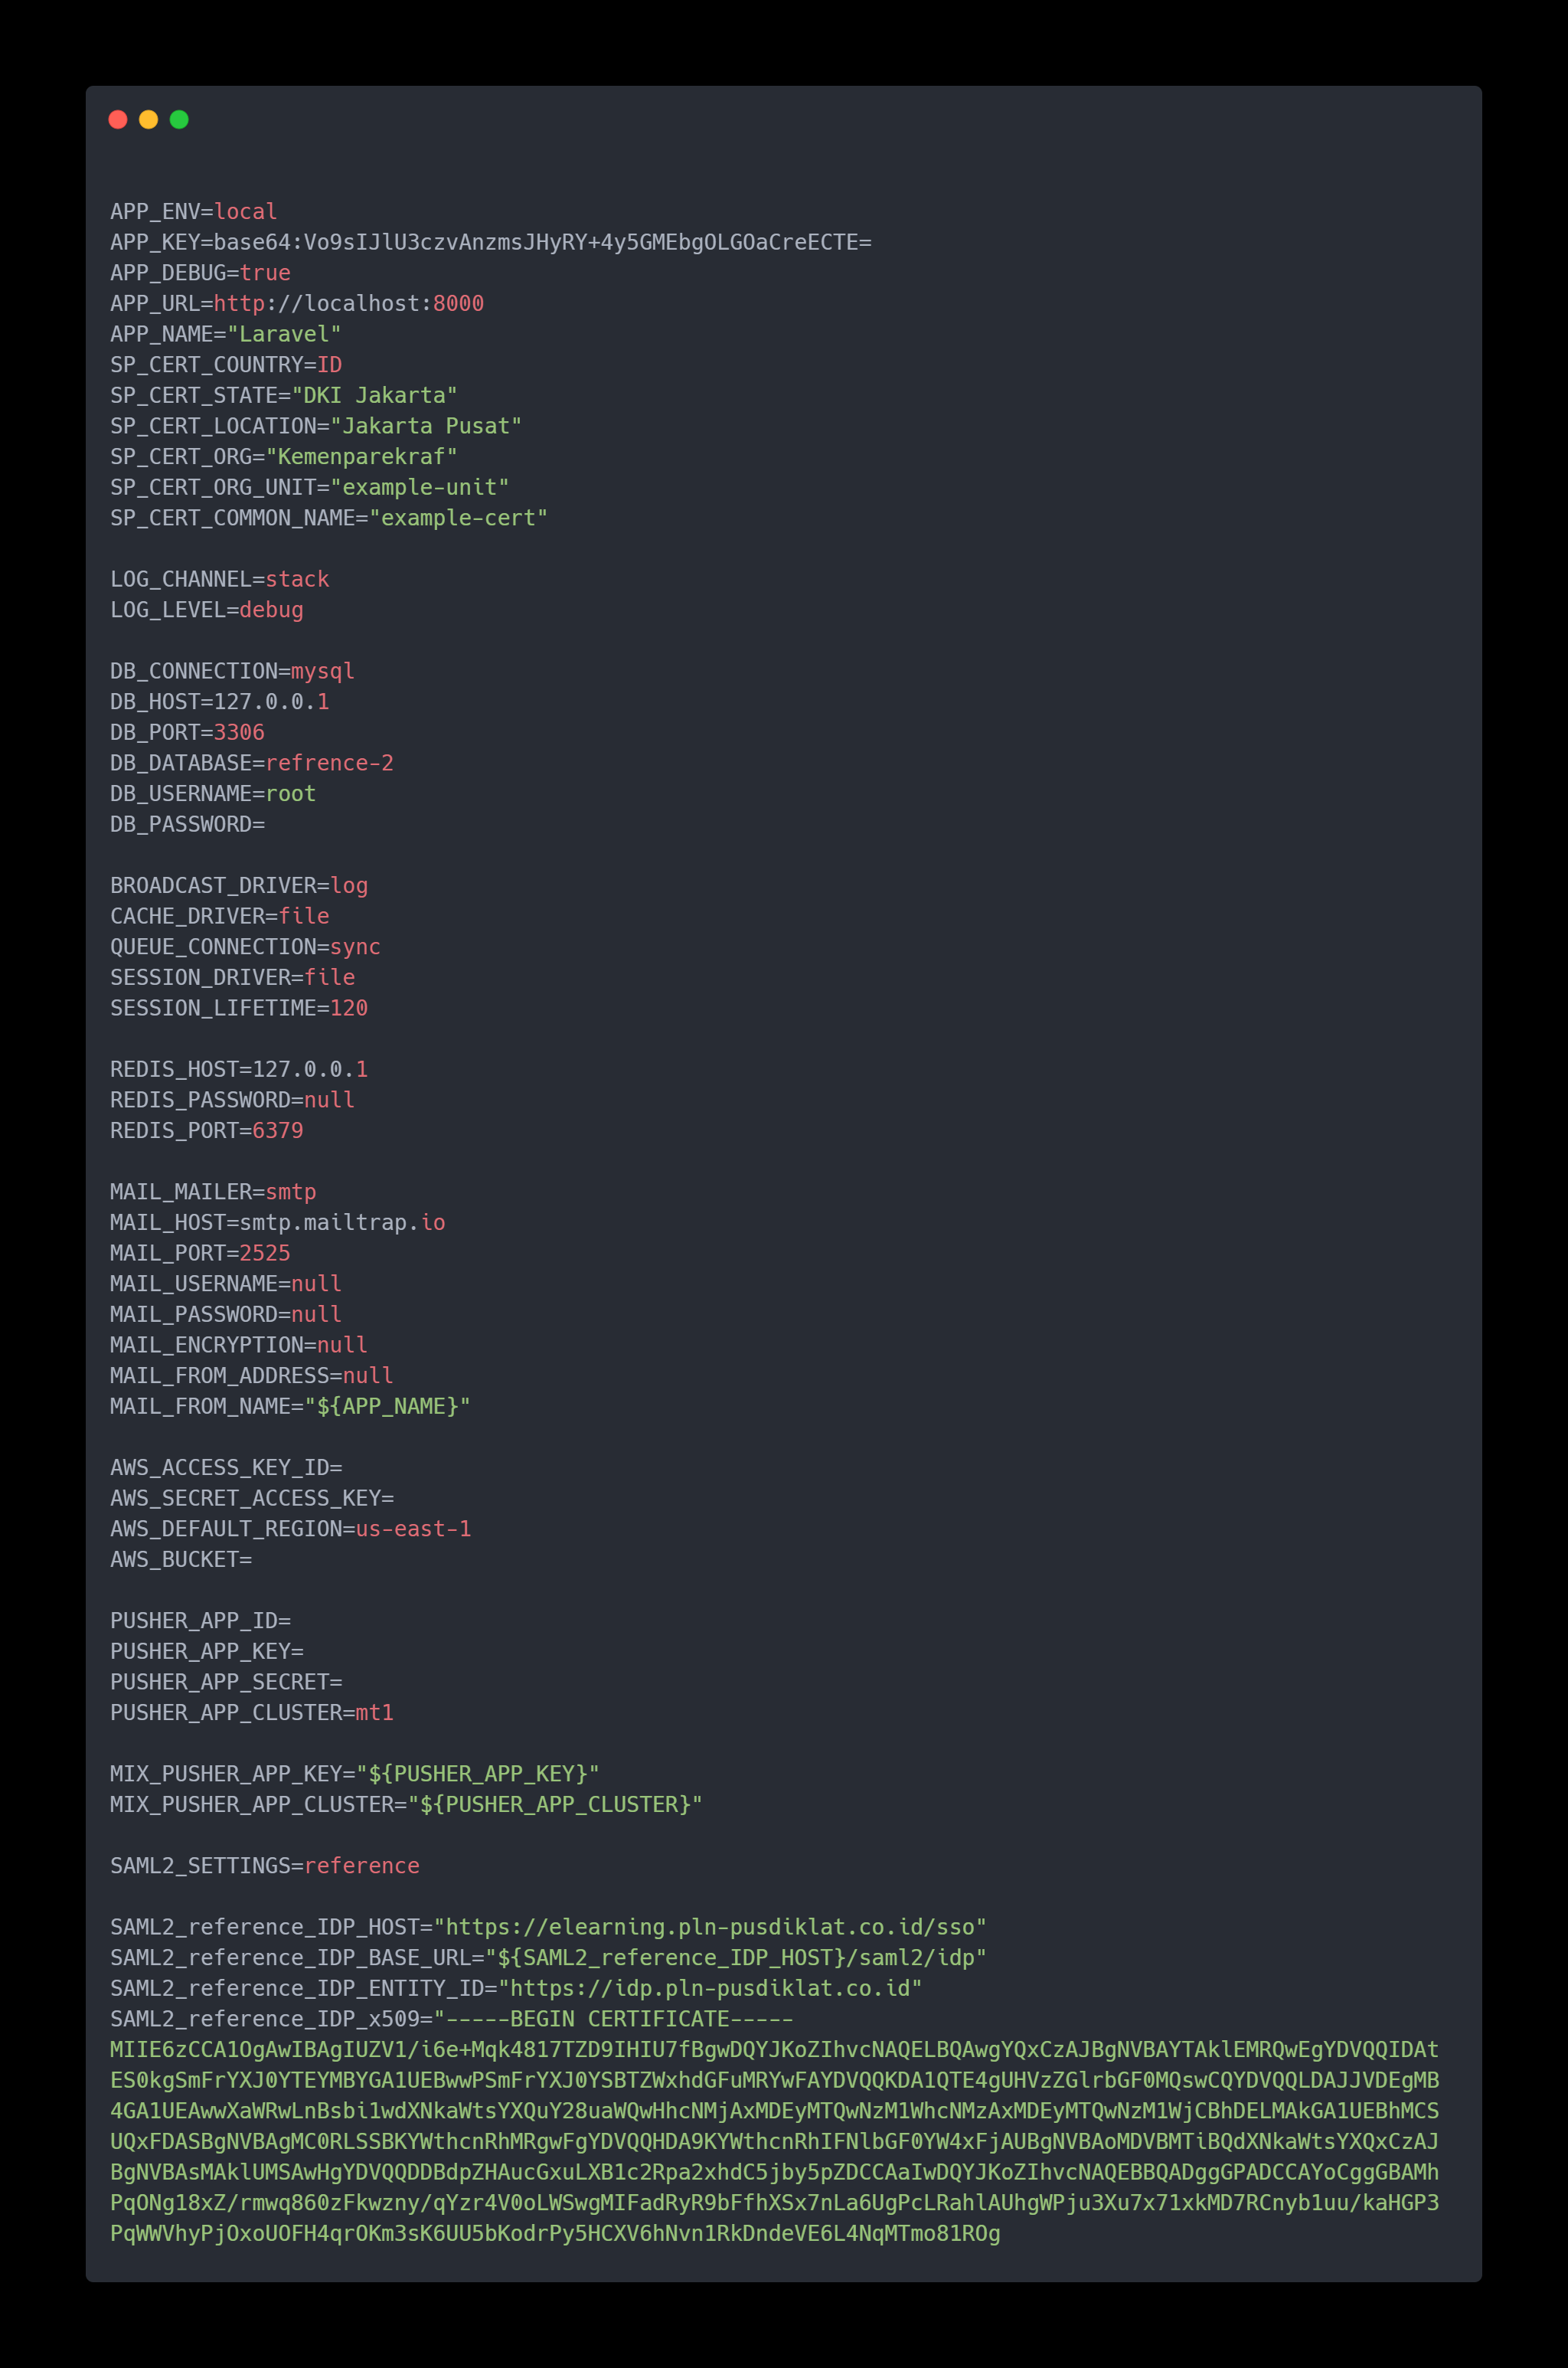 APP_ENV=local
APP_KEY=base64:Vo9sIJlU3czvAnzmsJHyRY+4y5GMEbgOLGOaCreECTE=
APP_DEBUG=true
APP_URL=http://localhost:8000
APP_NAME="Laravel"
SP_CERT_COUNTRY=ID
SP_CERT_STATE="DKI Jakarta"
SP_CERT_LOCATION="Jakarta Pusat"
SP_CERT_ORG="Kemenparekraf"
SP_CERT_ORG_UNIT="example-unit"
SP_CERT_COMMON_NAME="example-cert"

LOG_CHANNEL=stack
LOG_LEVEL=debug

DB_CONNECTION=mysql
DB_HOST=127.0.0.1
DB_PORT=3306
DB_DATABASE=refrence-2
DB_USERNAME=root
DB_PASSWORD=

BROADCAST_DRIVER=log
CACHE_DRIVER=file
QUEUE_CONNECTION=sync
SESSION_DRIVER=file
SESSION_LIFETIME=120

REDIS_HOST=127.0.0.1
REDIS_PASSWORD=null
REDIS_PORT=6379

MAIL_MAILER=smtp
MAIL_HOST=smtp.mailtrap.io
MAIL_PORT=2525
MAIL_USERNAME=null
MAIL_PASSWORD=null
MAIL_ENCRYPTION=null
MAIL_FROM_ADDRESS=null
MAIL_FROM_NAME="${APP_NAME}"

AWS_ACCESS_KEY_ID=
AWS_SECRET_ACCESS_KEY=
AWS_DEFAULT_REGION=us-east-1
AWS_BUCKET=

PUSHER_APP_ID=
PUSHER_APP_KEY=
PUSHER_APP_SECRET=
PUSHER_APP_CLUSTER=mt1

MIX_PUSHER_APP_KEY="${PUSHER_APP_KEY}"
MIX_PUSHER_APP_CLUSTER="${PUSHER_APP_CLUSTER}"

SAML2_SETTINGS=reference

SAML2_reference_IDP_HOST="https://elearning.pln-pusdiklat.co.id/sso"
SAML2_reference_IDP_BASE_URL="${SAML2_reference_IDP_HOST}/saml2/idp"
SAML2_reference_IDP_ENTITY_ID="https://idp.pln-pusdiklat.co.id"
SAML2_reference_IDP_x509="-----BEGIN CERTIFICATE-----
MIIE6zCCA1OgAwIBAgIUZV1/i6e+Mqk4817TZD9IHIU7fBgwDQYJKoZIhvcNAQELBQAwgYQxCzAJBgNVBAYTAklEMRQwEgYDVQQIDAt
ES0kgSmFrYXJ0YTEYMBYGA1UEBwwPSmFrYXJ0YSBTZWxhdGFuMRYwFAYDVQQKDA1QTE4gUHVzZGlrbGF0MQswCQYDVQQLDAJJVDEgMB
4GA1UEAwwXaWRwLnBsbi1wdXNkaWtsYXQuY28uaWQwHhcNMjAxMDEyMTQwNzM1WhcNMzAxMDEyMTQwNzM1WjCBhDELMAkGA1UEBhMCS
UQxFDASBgNVBAgMC0RLSSBKYWthcnRhMRgwFgYDVQQHDA9KYWthcnRhIFNlbGF0YW4xFjAUBgNVBAoMDVBMTiBQdXNkaWtsYXQxCzAJ
BgNVBAsMAklUMSAwHgYDVQQDDBdpZHAucGxuLXB1c2Rpa2xhdC5jby5pZDCCAaIwDQYJKoZIhvcNAQEBBQADggGPADCCAYoCggGBAMh
PqONg18xZ/rmwq860zFkwzny/qYzr4V0oLWSwgMIFadRyR9bFfhXSx7nLa6UgPcLRahlAUhgWPju3Xu7x71xkMD7RCnyb1uu/kaHGP3
PqWWVhyPjOxoUOFH4qrOKm3sK6UU5bKodrPy5HCXV6hNvn1RkDndeVE6L4NqMTmo81ROg